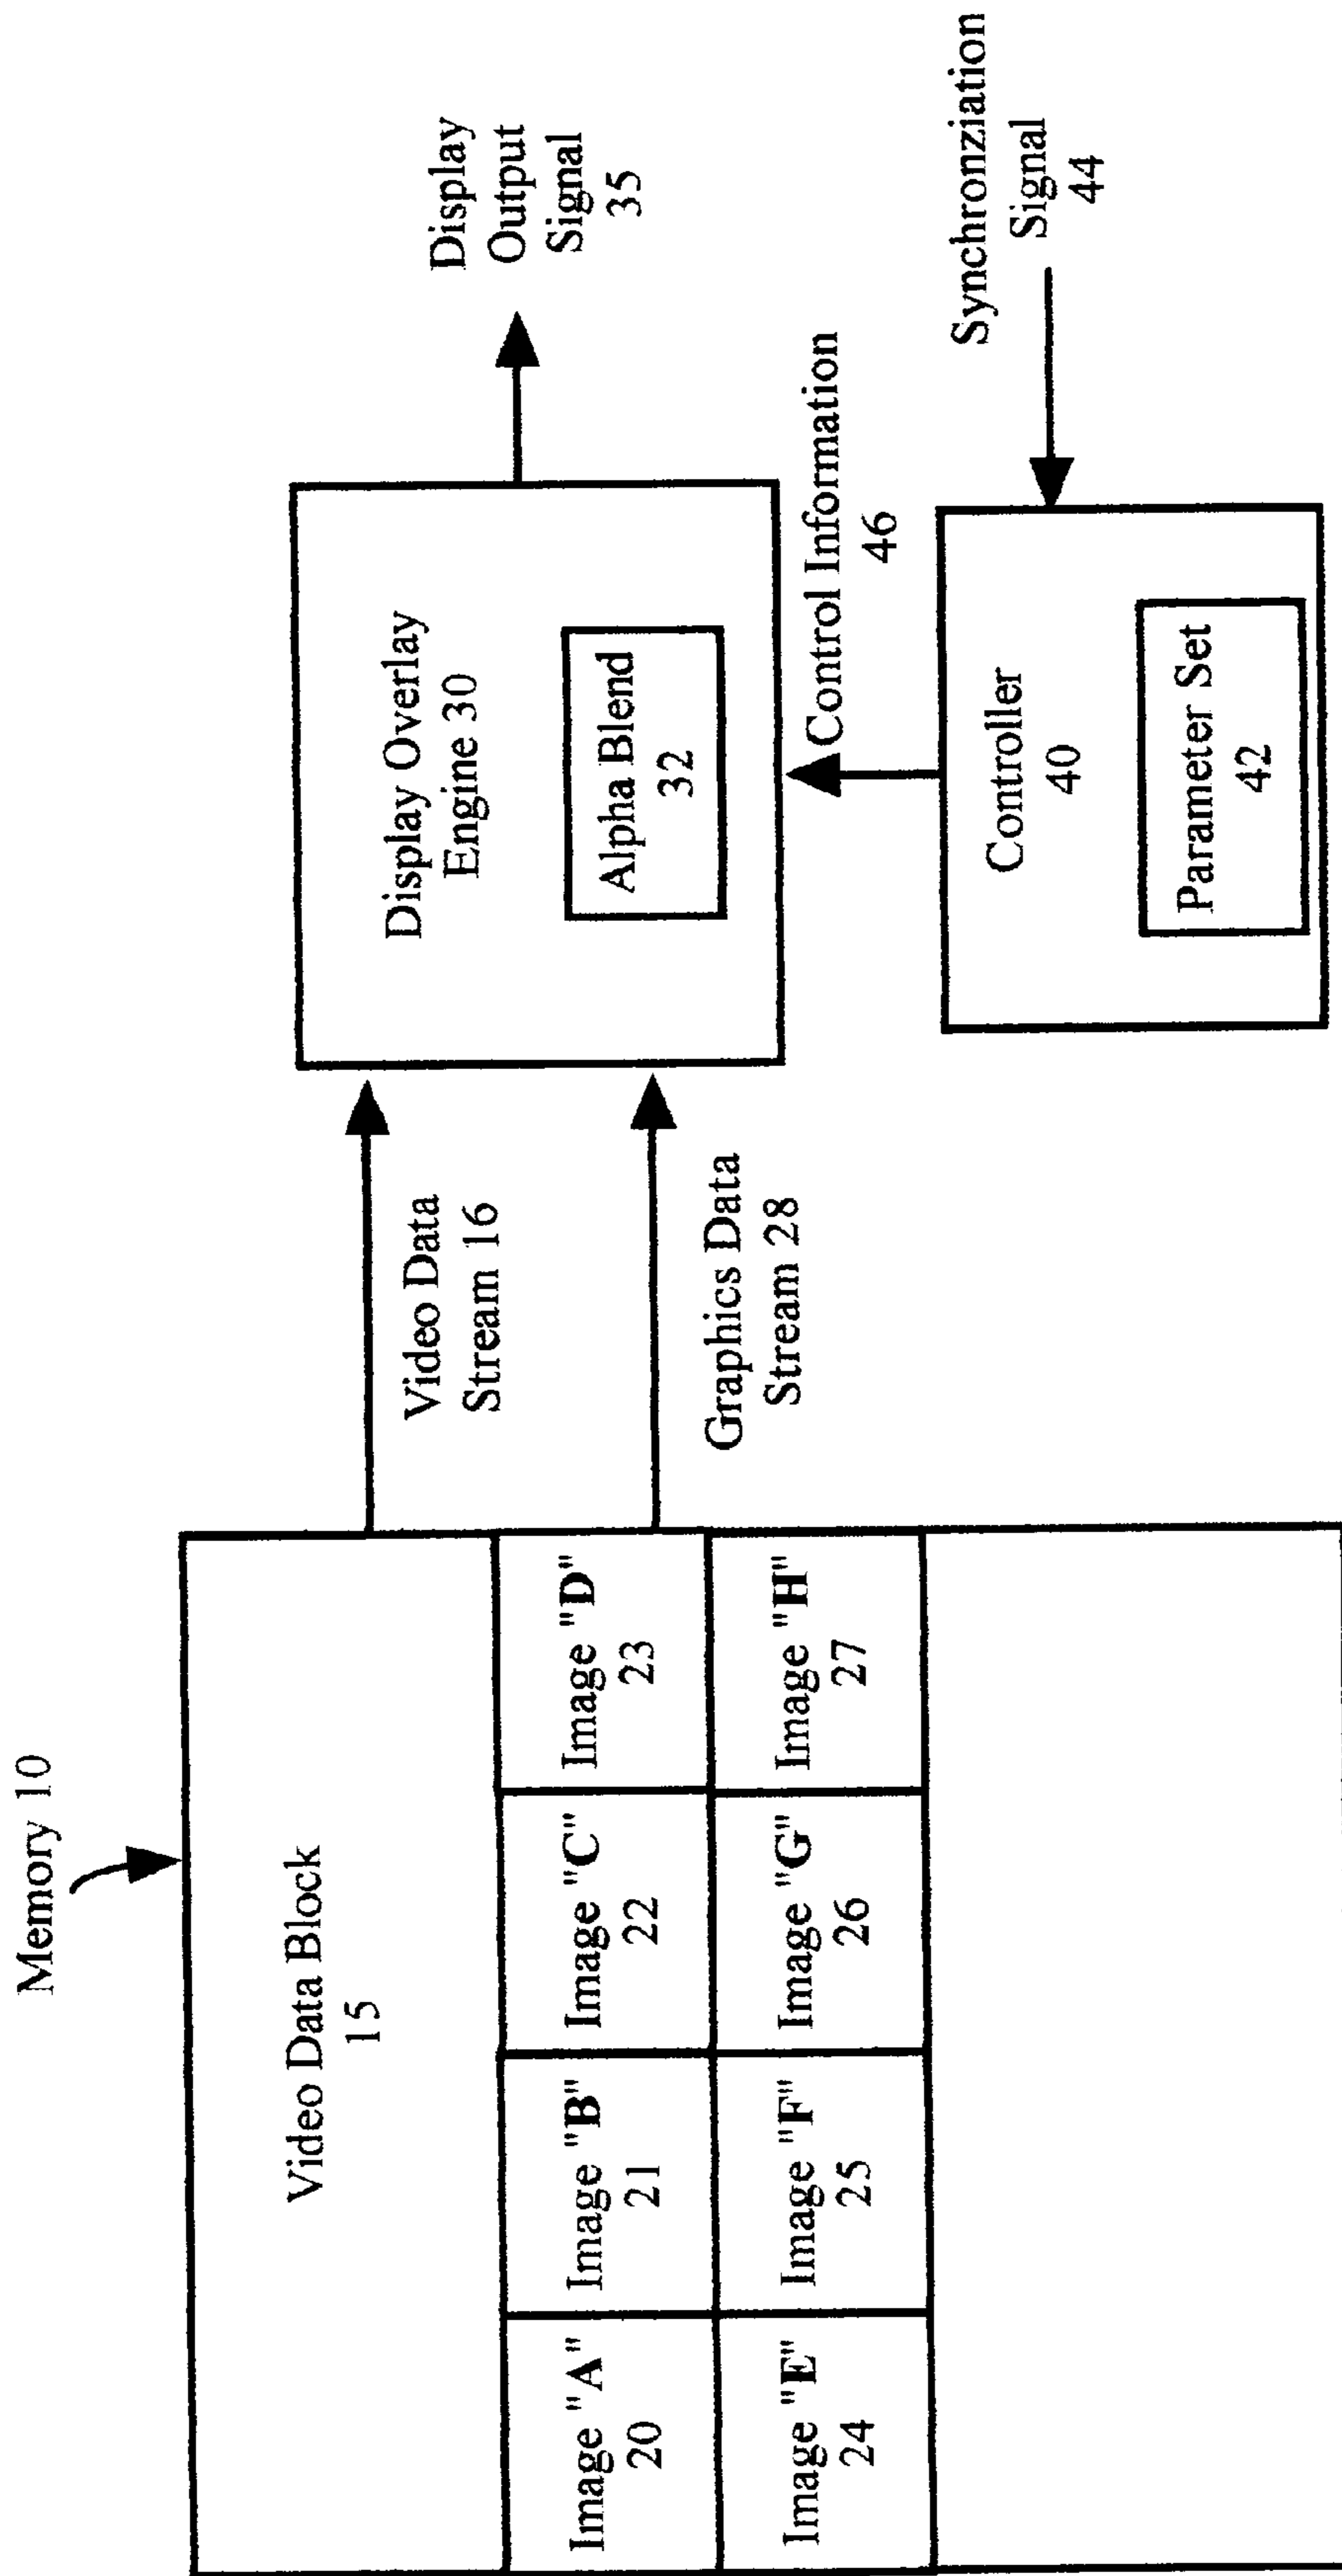 Memory 10
Video Data Block
15
Image "A"
20
Image "B"
21
Image "C"
22
Image "D"
23
Image "E"
24
Image "F"
25
Image "G"
26
Image "H"
27
Video Data
Stream 16
Graphics Data
Stream 28
Display Overlay
Engine 30
Alpha Blend
32
Display
Output
Signal
35
Control Information
46
Controller
40
Parameter Set
42
Synchronziation
Signal
44